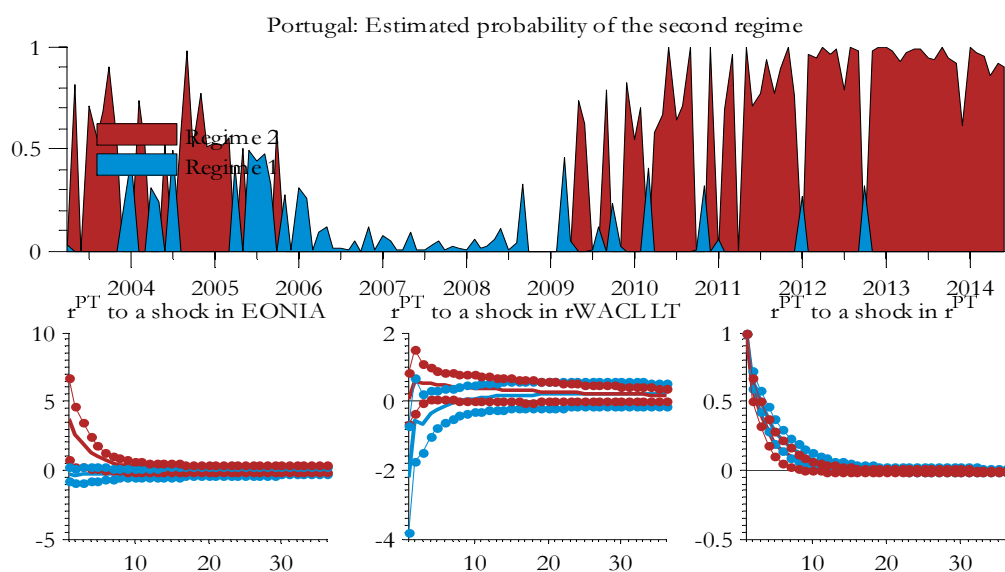 Portugal: Estimated probability of the second regime
1
0.5
0
Regime 2
Regime 1
2004 2005 2006 2007 2008 2009 2010 2011 2012 2013 2014
r^PT to a shock in EONIA
10
5
0
-5
10 20 30
r^PT to a shock in rWACL LT
2
0
-2
-4
10 20 30
r^PT to a shock in r^PT
1
0.5
0
-0.5
10 20 30